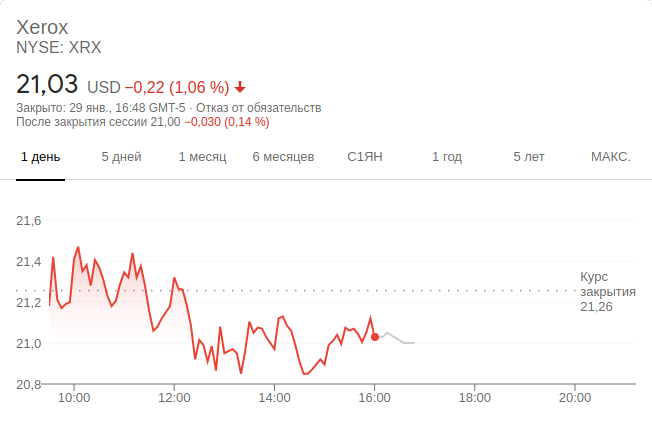 Xerox
NYSE: XRX
21,03 USD −0,22 (1,06 %)
Закрыто: 29 янв., 16:48 GMT-5 · Отказ от обязательств
После закрытия сессии 21,00 −0,030 (0,14 %)
1 день 5 дней 1 месяц 6 месяцев С1ЯН 1 год 5 лет МАКС.
21,6
21,4
21,2
21,0
20,8
Курс
закрытия
21,26
10:00 12:00 14:00 16:00 18:00 20:00